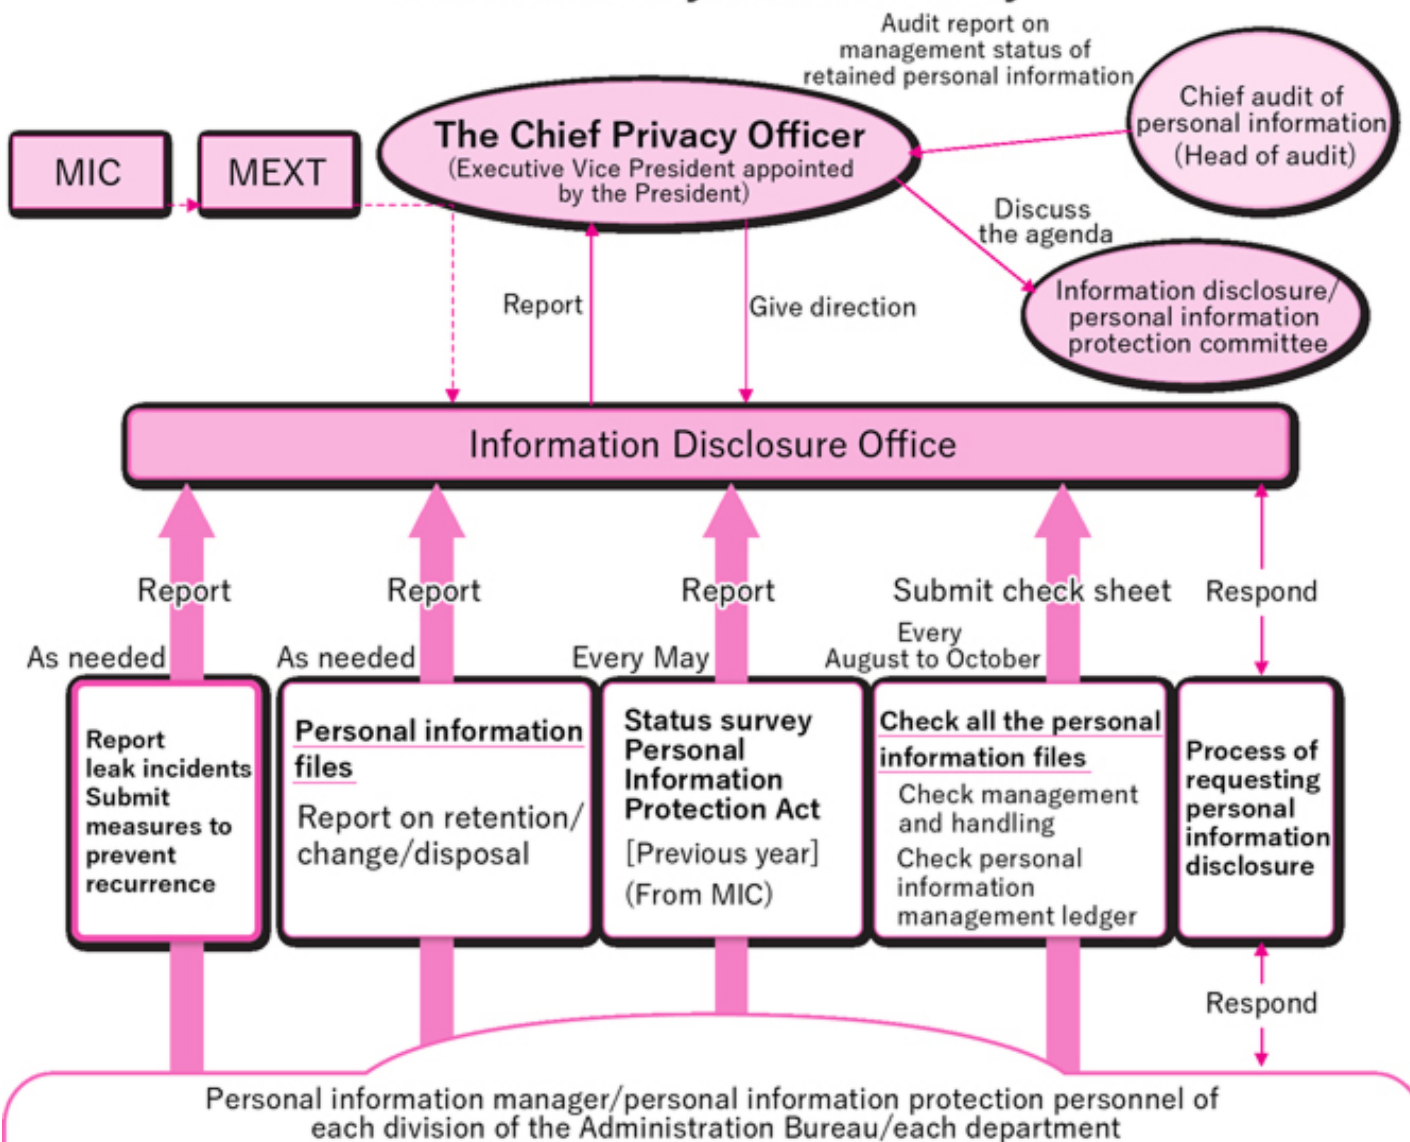 Audit report on
management status of
retained personal information
Chief audit of
personal information
(Head of audit)
MIC
MEXT
The Chief Privacy Officer
(Executive Vice President appointed
by the President)
Discuss
the agenda
Information disclosure/
personal information
protection committee
Report
Give direction
Information Disclosure Office
Report
Report
Report
Submit check sheet
Respond
As needed
As needed
Every May
Every
August to October
Report
leak incidents
Submit
measures to
prevent
recurrence
Personal information
files
Report on retention/
change/disposal
Status survey
Personal
Information
Protection Act
[Previous year]
(From MIC)
Check all the personal
information files
Check management
and handling
Check personal
information
management ledger
Process of
requesting
personal
information
disclosure
Respond
Personal information manager/personal information protection personnel of
each division of the Administration Bureau/each department